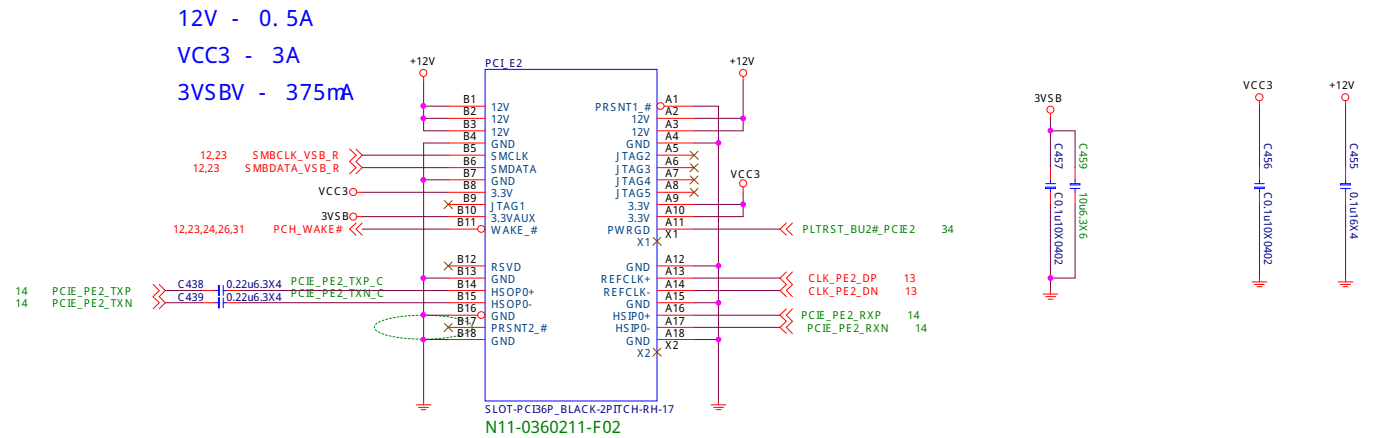 12V - 0.5A
VCC3 - 3A
3VSBV - 375mA
+12V
PCI_E2
+12V
B1 12V
B2 12V
B3 12V
B4 GND
B5 SMCLK
B6 SMDATA
B7 GND
B8 3.3V
B9 JTAG1
B10 3.3VAUX
B11 WAKE_#
B12 RSVD
B13 GND
B14 HSOP0+
B15 HSOP0-
B16 GND
B17 PRSNT2_#
B18 GND
PRSNT1_# A1
12V A2
12V A3
GND A4
JTAG2 A5
JTAG3 A6
JTAG4 A7
JTAG5 A8
3.3V A9
3.3V A10
PWRGD A11
X1 X1
GND A12
REFCLK+ A13
REFCLK- A14
GND A15
HSIP0+ A16
HSIP0- A17
GND A18
X2 X2
12,23 SMBCLK_VSB_R
12,23 SMBDATA_VSB_R
VCC3
3VSB
12,23,24,26,31 PCH_WAKE#
14 PCIE_PE2_TXP C438 0.22u6.3X4 PCIE_PE2_TXP_C
14 PCIE_PE2_TXN C439 0.22u6.3X4 PCIE_PE2_TXN_C
VCC3
PLTRST_BU2#_PCIE2 34
CLK_PE2_DP 13
CLK_PE2_DN 13
PCIE_PE2_RXP 14
PCIE_PE2_RXN 14
SLOT-PCI36P_BLACK-2PITCH-RH-17
N11-0360211-F02
3VSB
C457 C0.1u10X0402
C459 10u6.3X6
VCC3
C456 C0.1u10X0402
+12V
C455 0.1u16X4